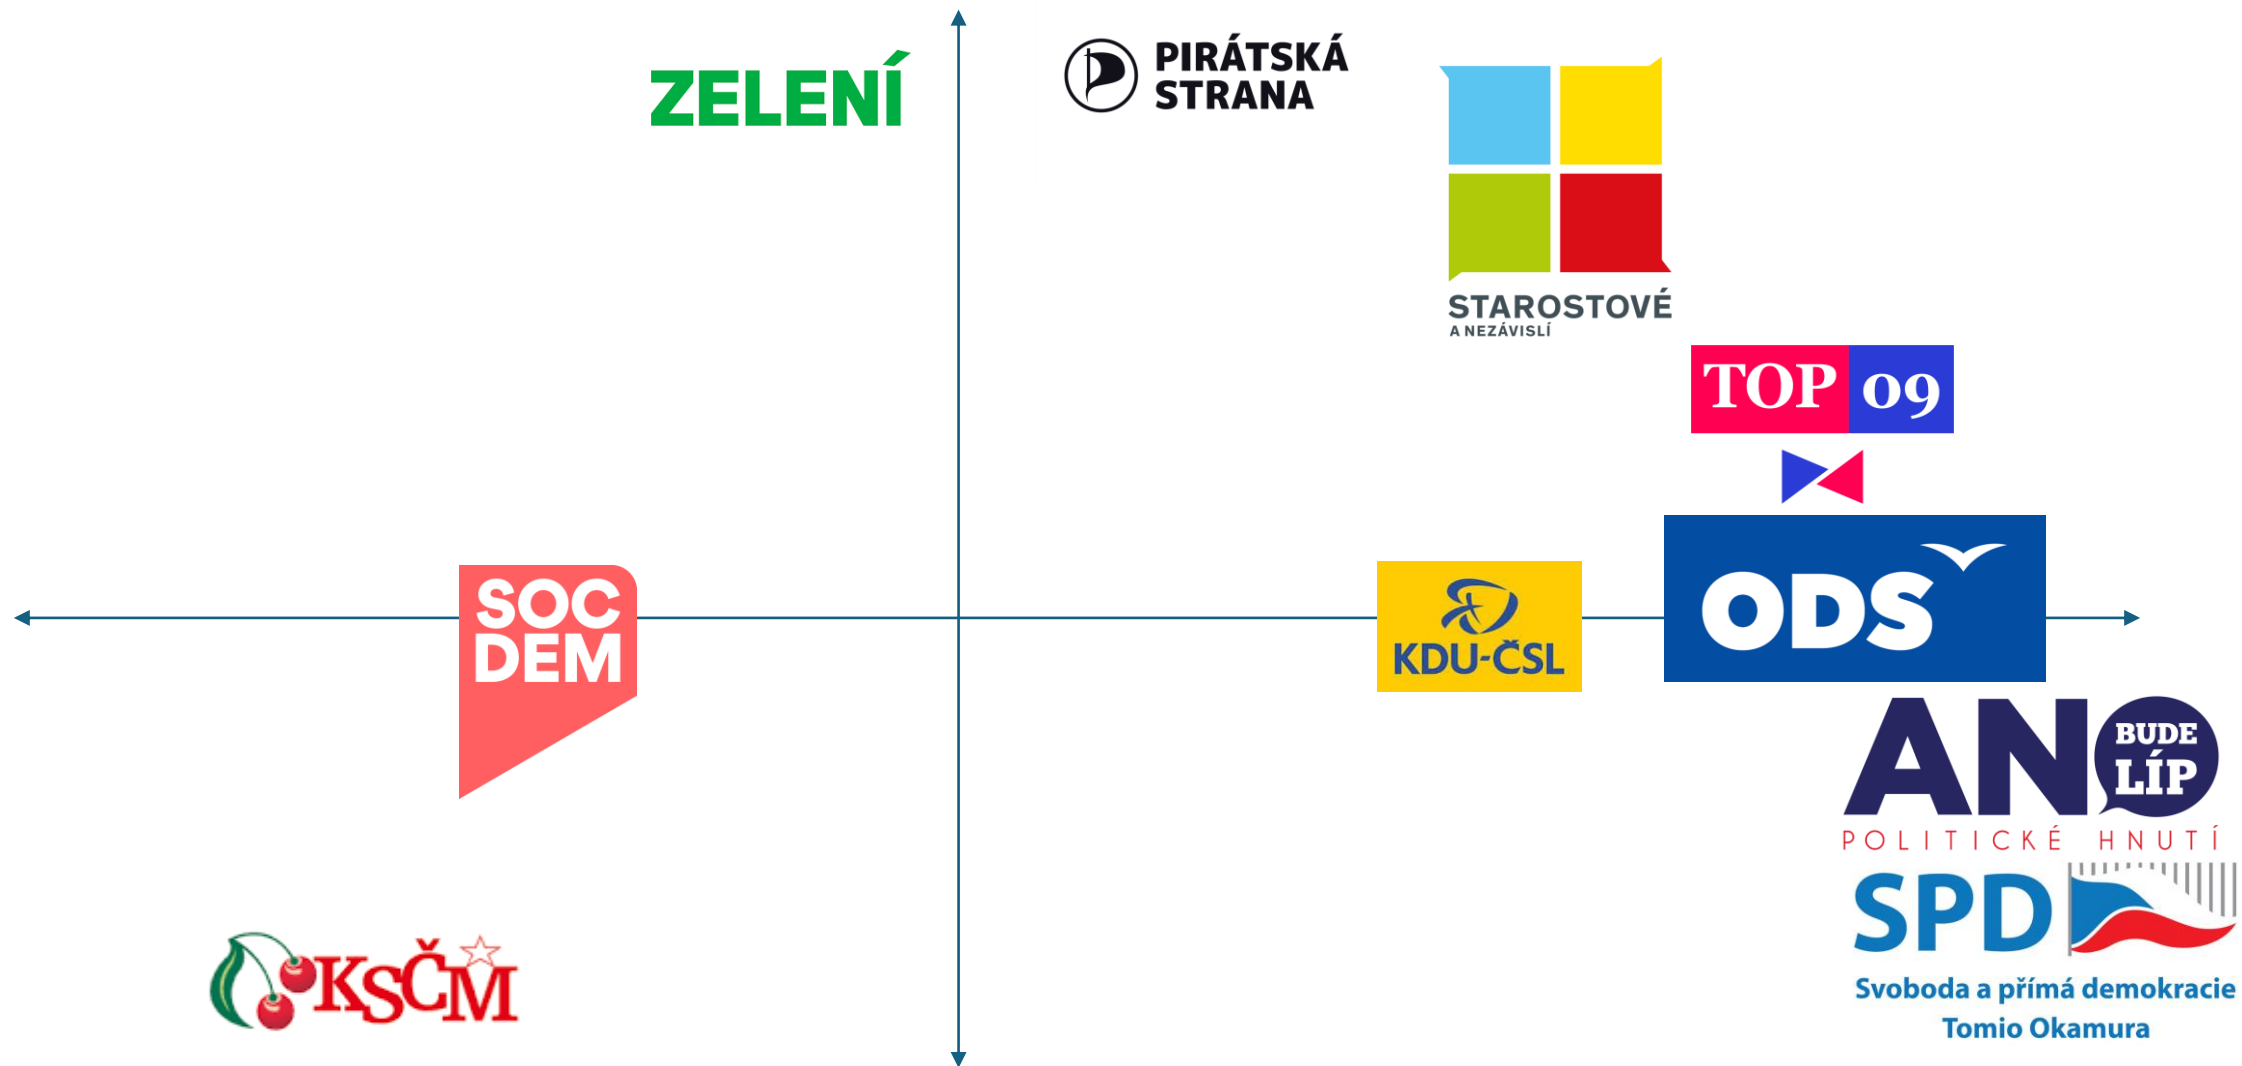 ZELENÍ
PIRÁTSKÁ
STRANA
STAROSTOVÉ
A NEZÁVISLÍ
TOP 09
SOC
DEM
KDU-ČSL
ODS
ANO
BUDE
LÍP
POLITICKÉ HNUTÍ
SPD
Svoboda a přímá demokracie
Tomio Okamura
KSČM